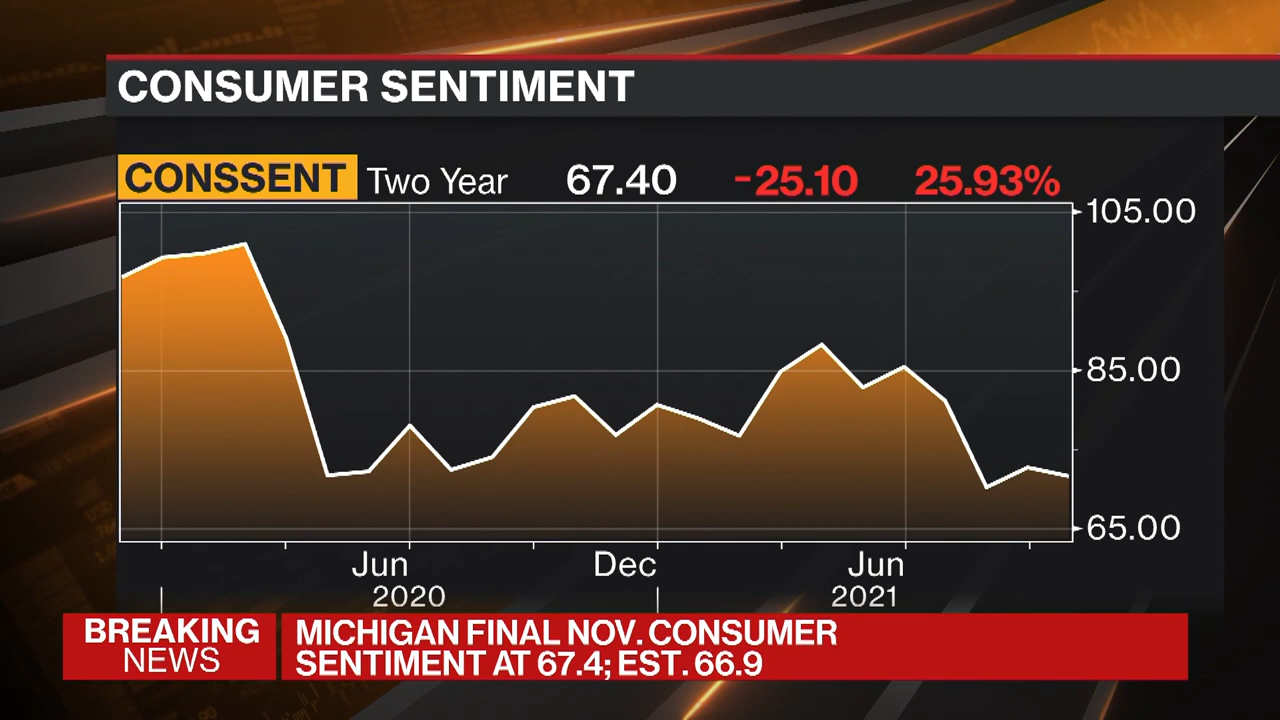 CONSUMER SENTIMENT
CONSSENT Two Year 67.40 -25.10 25.93%
105.00
85.00
65.00
Jun Dec Jun
2020 2021
BREAKING NEWS
MICHIGAN FINAL NOV. CONSUMER
SENTIMENT AT 67.4; EST. 66.9